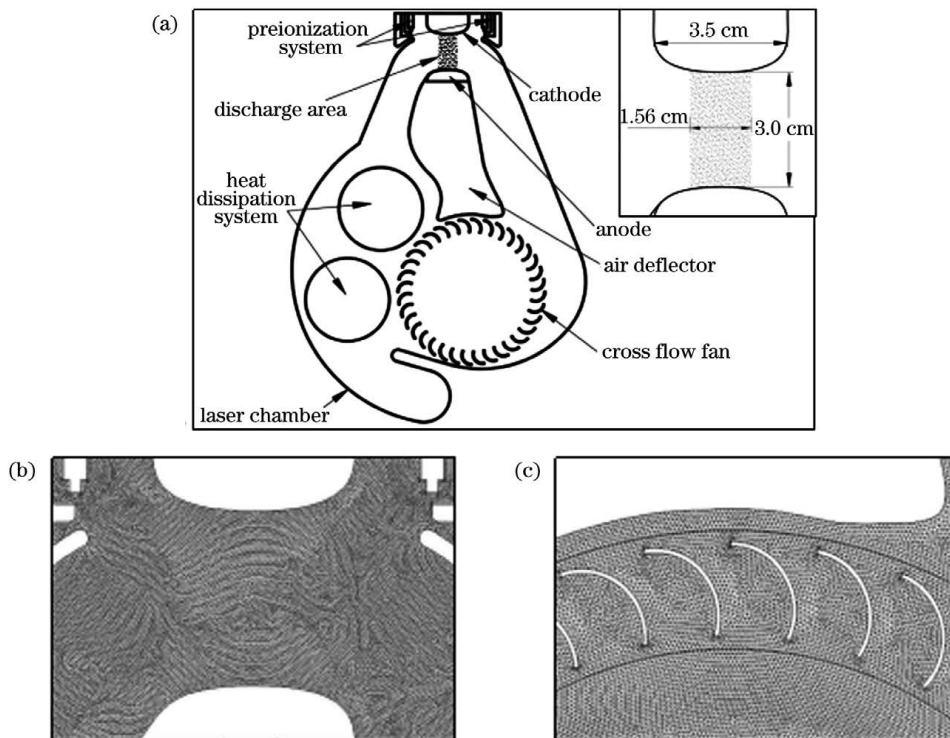 (a)
preionization
system
discharge area
cathode
heat
dissipation
system
anode
air deflector
cross flow fan
laser chamber
3.5 cm
1.56 cm
3.0 cm
(b)
(c)